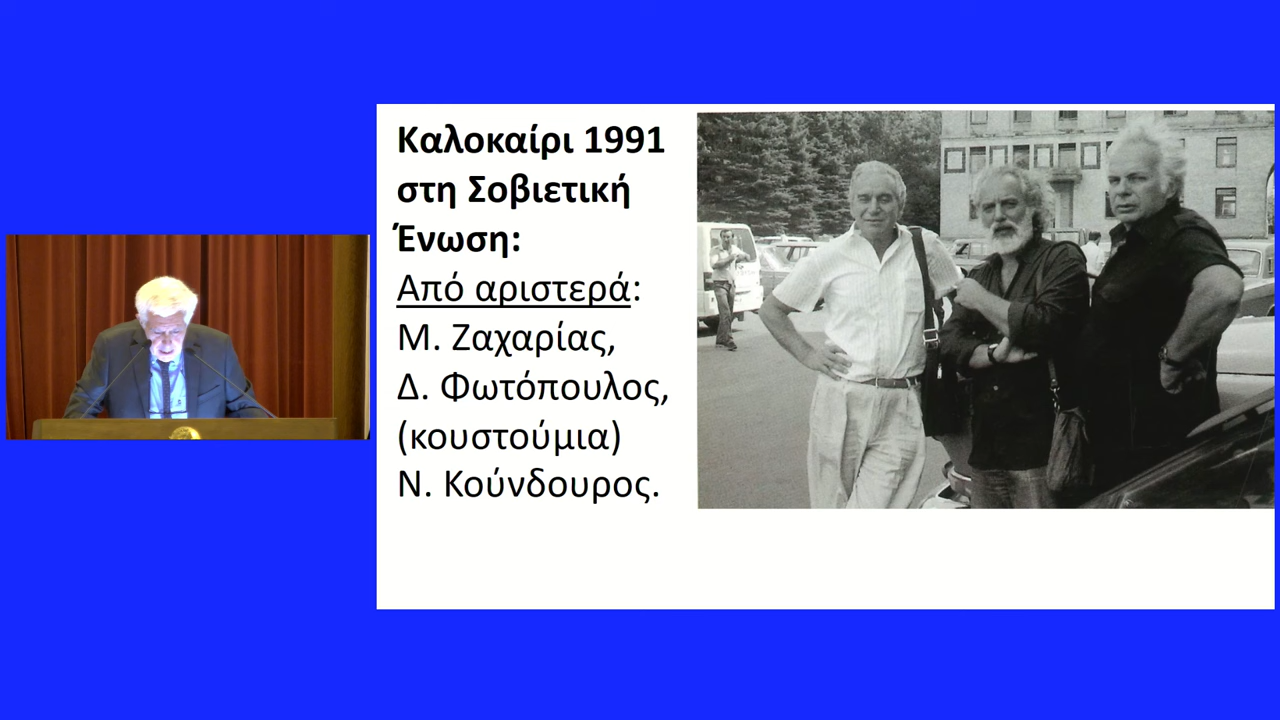 Καλοκαίρι 1991
στη Σοβιετική
Ένωση:
Από αριστερά:
Μ. Ζαχαρίας,
Δ. Φωτόπουλος,
(κουστούμια)
Ν. Κούνδουρος.